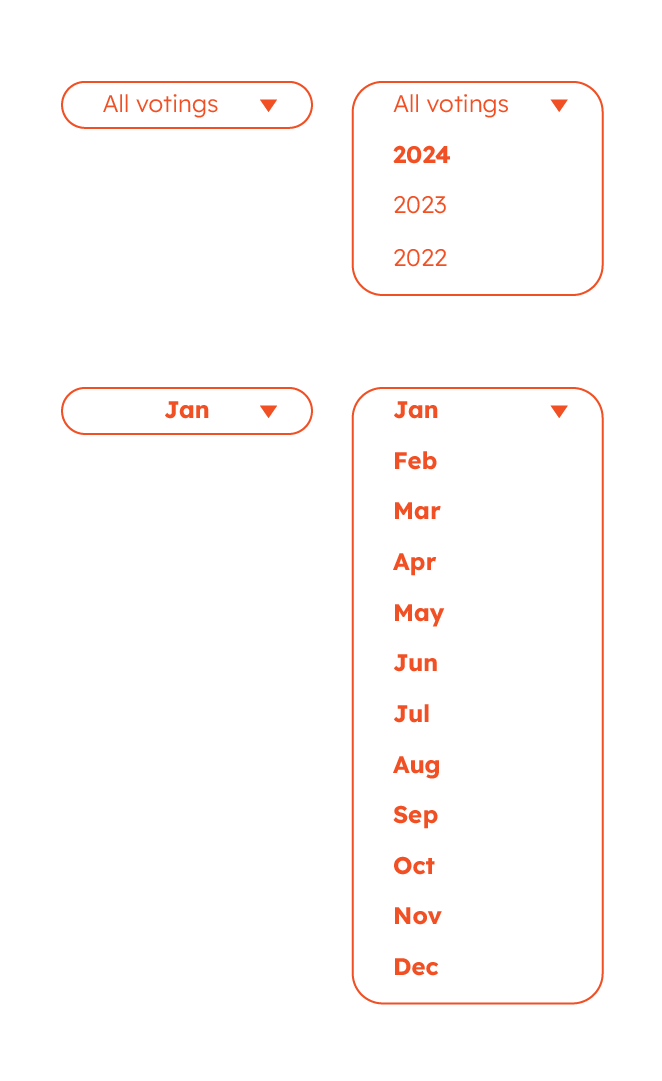 All votings
All votings
2024
2023
2022
Jan
Jan
Feb
Mar
Apr
May
Jun
Jul
Aug
Sep
Oct
Nov
Dec